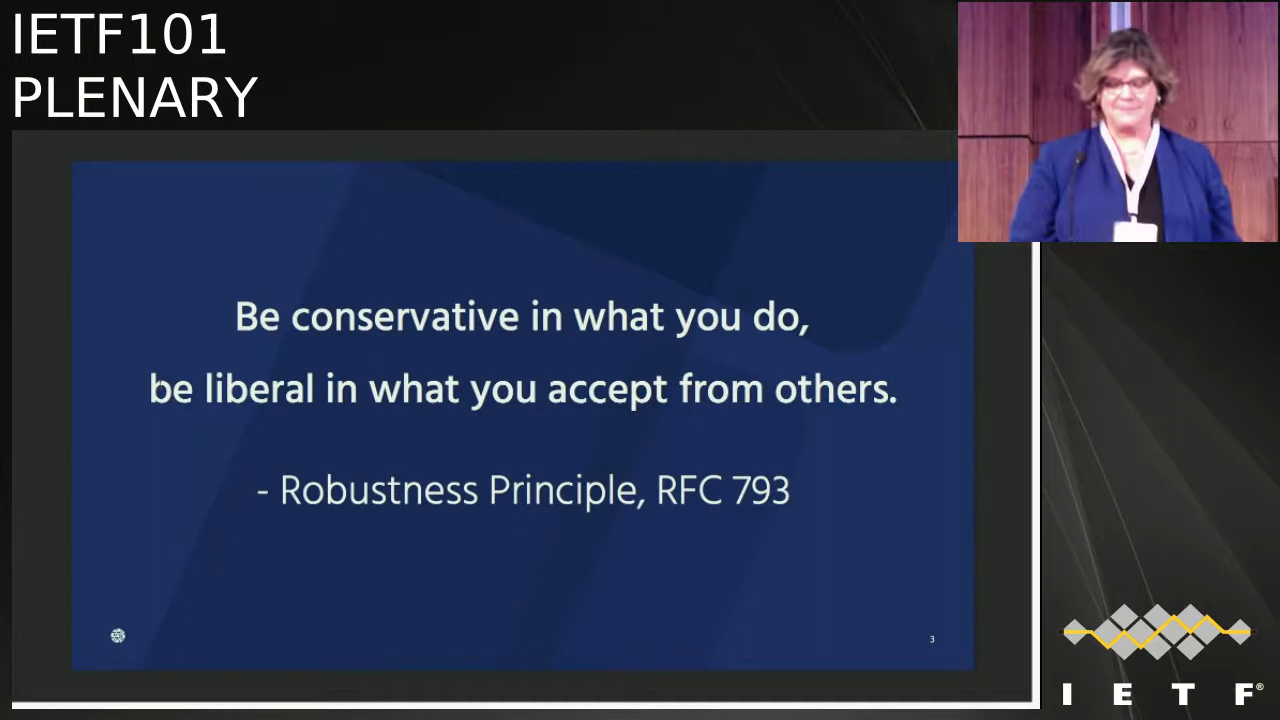 IETF101
PLENARY
Be conservative in what you do,
be liberal in what you accept from others.
- Robustness Principle, RFC 793
3
I E T F®